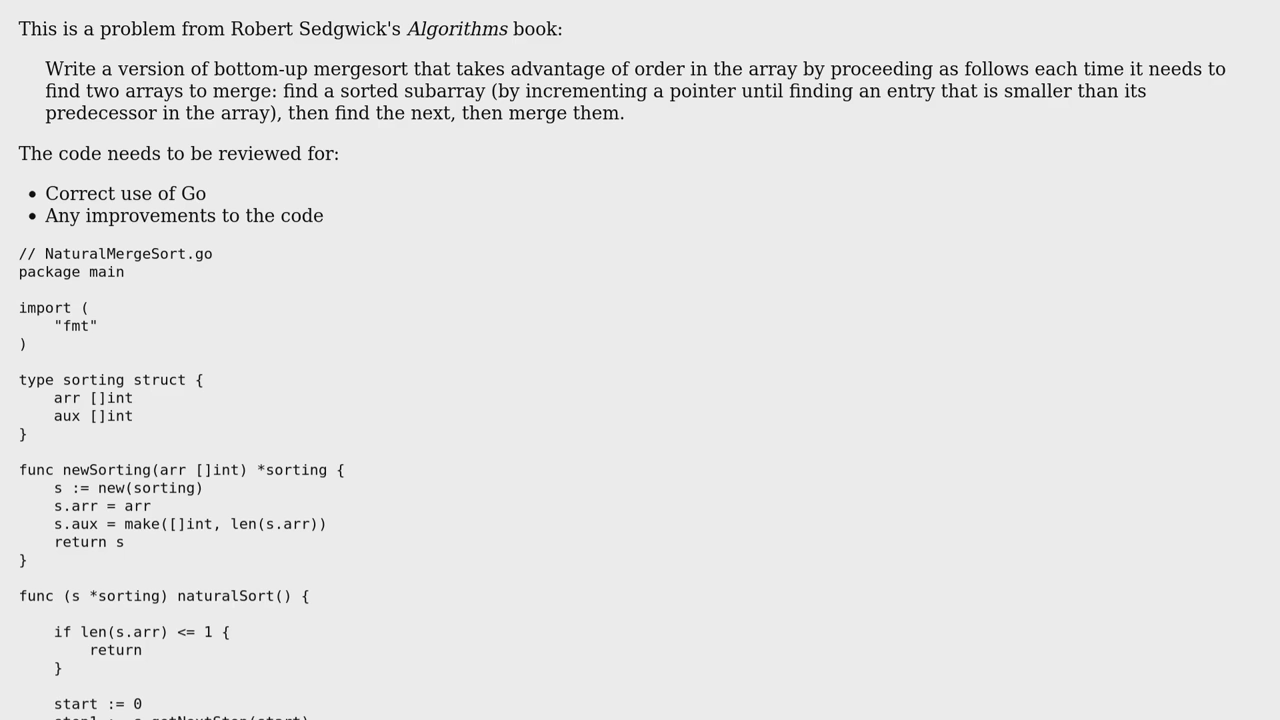 This is a problem from Robert Sedgwick's Algorithms book:
Write a version of bottom-up mergesort that takes advantage of order in the array by proceeding as follows each time it needs to
find two arrays to merge: find a sorted subarray (by incrementing a pointer until finding an entry that is smaller than its
predecessor in the array), then find the next, then merge them.
The code needs to be reviewed for:
• Correct use of Go
• Any improvements to the code
// NaturalMergeSort.go
package main
import (
    "fmt"
)
type sorting struct {
    arr []int
    aux []int
}
func newSorting(arr []int) *sorting {
    s := new(sorting)
    s.arr = arr
    s.aux = make([]int, len(s.arr))
    return s
}
func (s *sorting) naturalSort() {
    if len(s.arr) <= 1 {
        return
    }
    start := 0